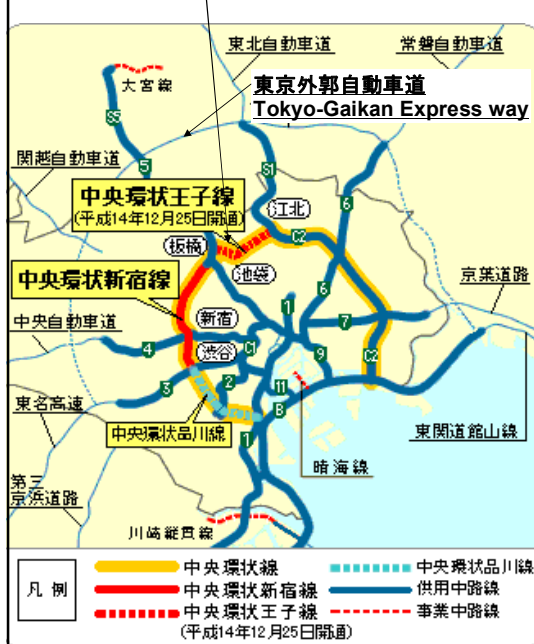 東北自動車道
常磐自動車道
大宮線
東京外郭自動車道
Tokyo-Gaikan Express way
S5
関越自動車道
5
S1
6
中央環状王子線
(平成14年12月25日開通)
江北
C2
板橋
池袋
中央環状新宿線
京葉道路
新宿
1
6
7
中央自動車道
4
渋谷
C1
9
C2
3
2
11
B
東名高速
中央環状品川線
1
東関道館山線
晴海線
第三
京浜道路
川崎縦貫線
凡例
中央環状線
中央環状新宿線
中央環状王子線
(平成14年12月25日開通)
中央環状品川線
供用中路線
事業中路線